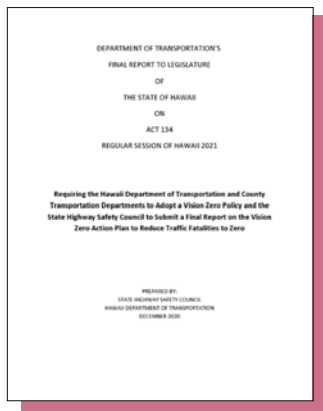 DEPARTMENT OF TRANSPORTATION'S
FINAL REPORT TO LEGISLATURE
OF
THE STATE OF HAWAII
ON
ACT 134
REGULAR SESSION OF HAWAII 2021
Requiring the Hawaii Department of Transportation and County
Transportation Departments to Adopt a Vision Zero Policy and the
State Highway Safety Council to Submit a Final Report on the Vision
Zero Action Plan to Reduce Traffic Fatalities to Zero
PREPARED BY:
STATE HIGHWAY SAFETY COUNCIL
HAWAII DEPARTMENT OF TRANSPORTATION
DECEMBER 2020